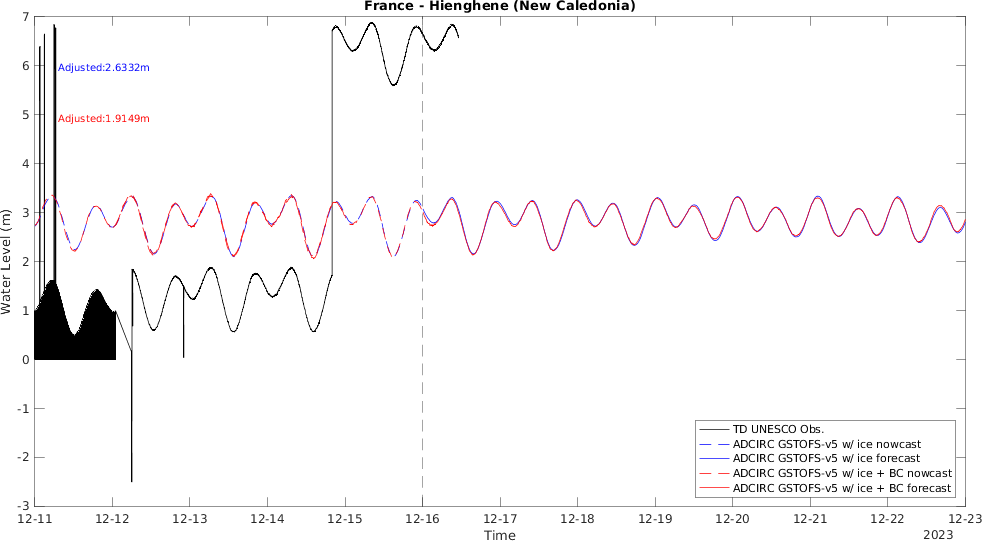 France - Hienghene (New Caledonia)
7
6
5
4
3
2
1
0
-1
-2
-3
Water Level (m)
Adjusted:2.6332m
Adjusted:1.9149m
TD UNESCO Obs.
ADCIRC GSTOFS-v5 w/ ice nowcast
ADCIRC GSTOFS-v5 w/ ice forecast
ADCIRC GSTOFS-v5 w/ ice + BC nowcast
ADCIRC GSTOFS-v5 w/ ice + BC forecast
12-11 12-12 12-13 12-14 12-15 12-16 12-17 12-18 12-19 12-20 12-21 12-22 12-23
Time
2023